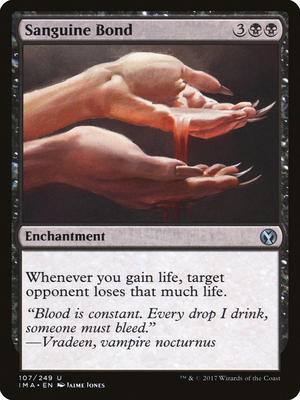 Sanguine Bond 3
Enchantment
Whenever you gain life, target
opponent loses that much life.
“Blood is constant. Every drop I drink,
someone must bleed.”
—Vradeen, vampire nocturnus
107/249 U
IMA • EN Jaime Jones
™ & © 2017 Wizards of the Coast